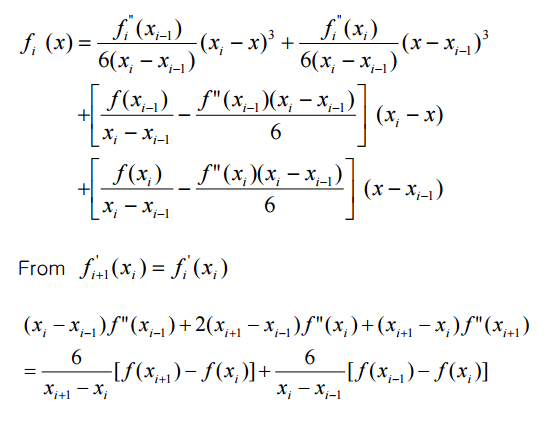 f_i (x) = \frac{f_i^"(x_{i-1})}{6(x_i - x_{i-1})}(x_i - x)^3 + \frac{f_i^"(x_i)}{6(x_i - x_{i-1})}(x - x_{i-1})^3
+\left[ \frac{f(x_{i-1})}{x_i - x_{i-1}} - \frac{f"(x_{i-1})(x_i - x_{i-1})}{6} \right] (x_i - x)
+\left[ \frac{f(x_i)}{x_i - x_{i-1}} - \frac{f"(x_i)(x_i - x_{i-1})}{6} \right] (x - x_{i-1})
From f_{i+1}^'(x_i) = f_i^'(x_i)
(x_i - x_{i-1})f"(x_{i-1}) + 2(x_{i+1} - x_{i-1})f"(x_i) + (x_{i+1} - x_i)f"(x_{i+1})
= \frac{6}{x_{i+1} - x_i}[f(x_{i+1}) - f(x_i)] + \frac{6}{x_i - x_{i-1}}[f(x_{i-1}) - f(x_i)]